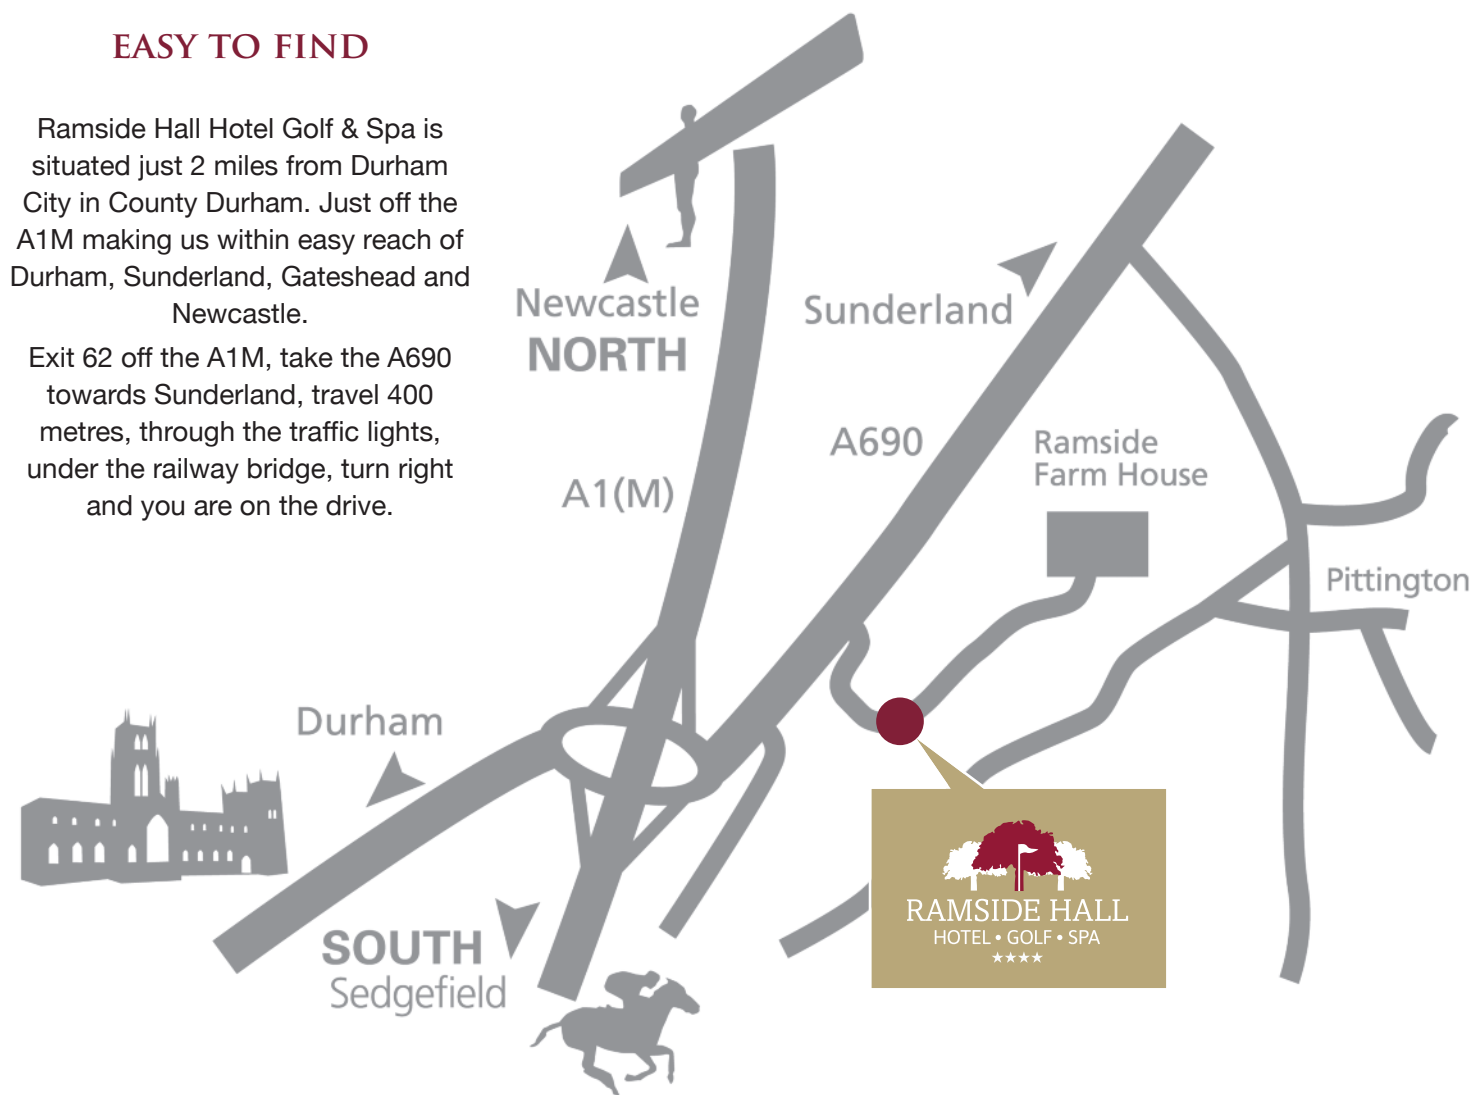 EASY TO FIND
Ramside Hall Hotel Golf & Spa is
situated just 2 miles from Durham
City in County Durham. Just off the
A1M making us within easy reach of
Durham, Sunderland, Gateshead and
Newcastle.
Exit 62 off the A1M, take the A690
towards Sunderland, travel 400
metres, through the traffic lights,
under the railway bridge, turn right
and you are on the drive.
Newcastle
NORTH
Sunderland
A690
Ramside
Farm House
A1(M)
Pittington
Durham
SOUTH
Sedgefield
RAMSIDE HALL
HOTEL • GOLF • SPA